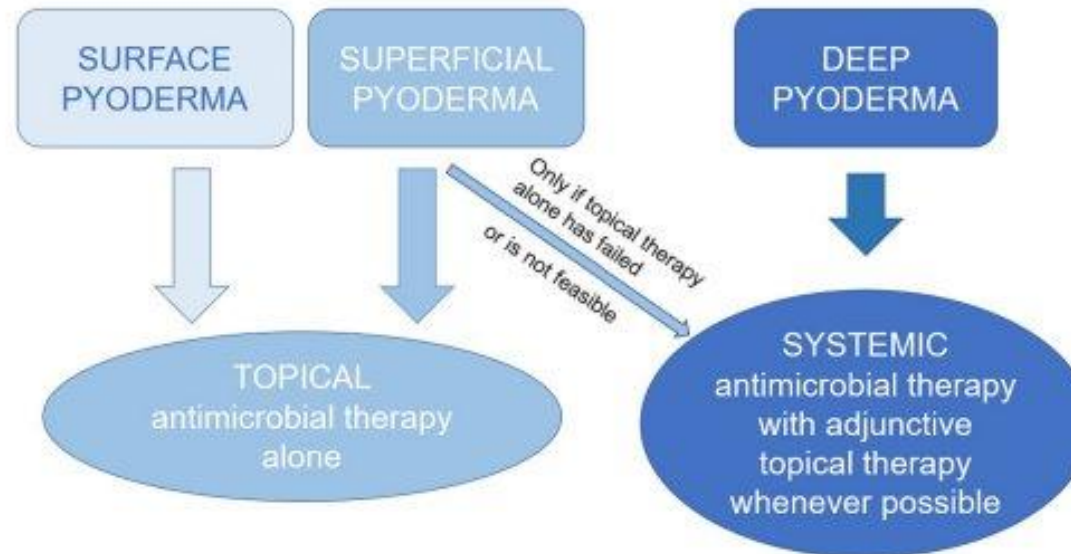 SURFACE
PYODERMA
SUPERFICIAL
PYODERMA
DEEP
PYODERMA
Only if topical therapy
alone has failed
or is not feasible
TOPICAL
antimicrobial therapy
alone
SYSTEMIC
antimicrobial therapy
with adjunctive
topical therapy
whenever possible